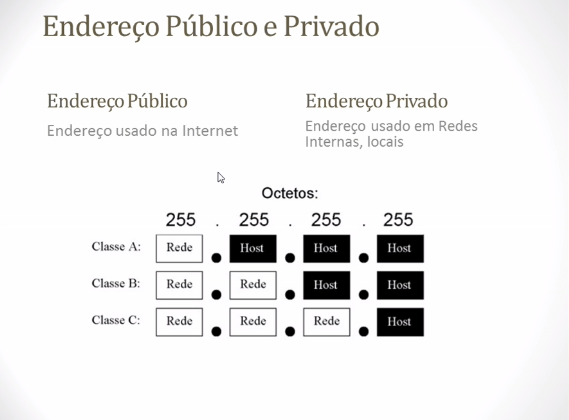 Endereço Público e Privado
Endereço Público
Endereço usado na Internet
Endereço Privado
Endereço usado em Redes
Internas, locais
Octetos:
255 . 255 . 255 . 255
Classe A: Rede . Host . Host . Host
Classe B: Rede . Rede . Host . Host
Classe C: Rede . Rede . Rede . Host